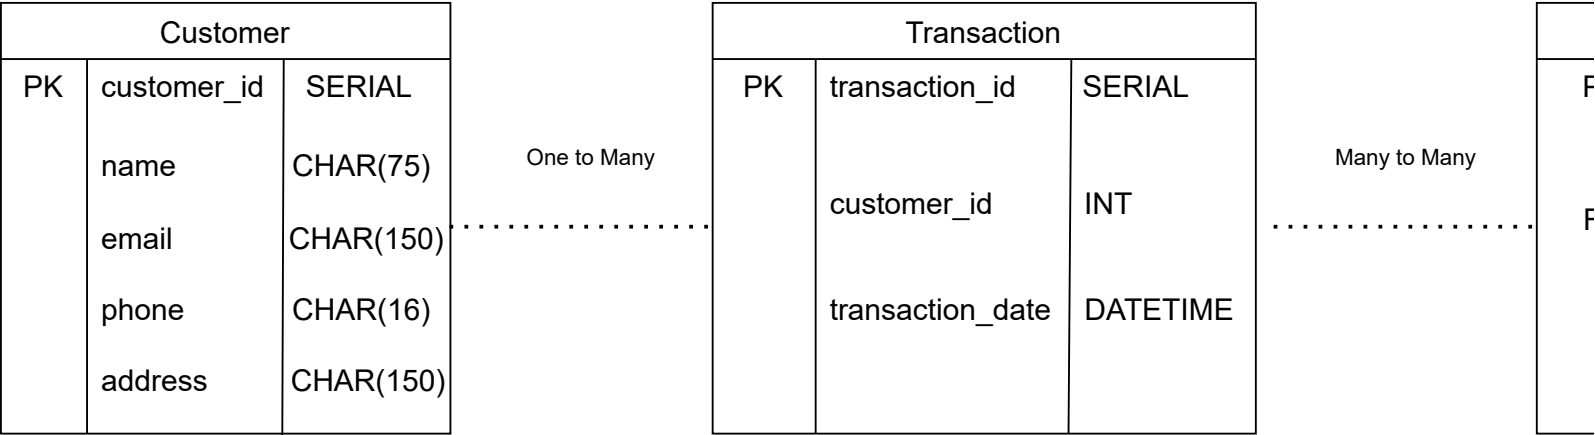 Customer
PK customer_id SERIAL
name CHAR(75)
email CHAR(150)
phone CHAR(16)
address CHAR(150)
One to Many
Transaction
PK transaction_id SERIAL
customer_id INT
transaction_date DATETIME
Many to Many